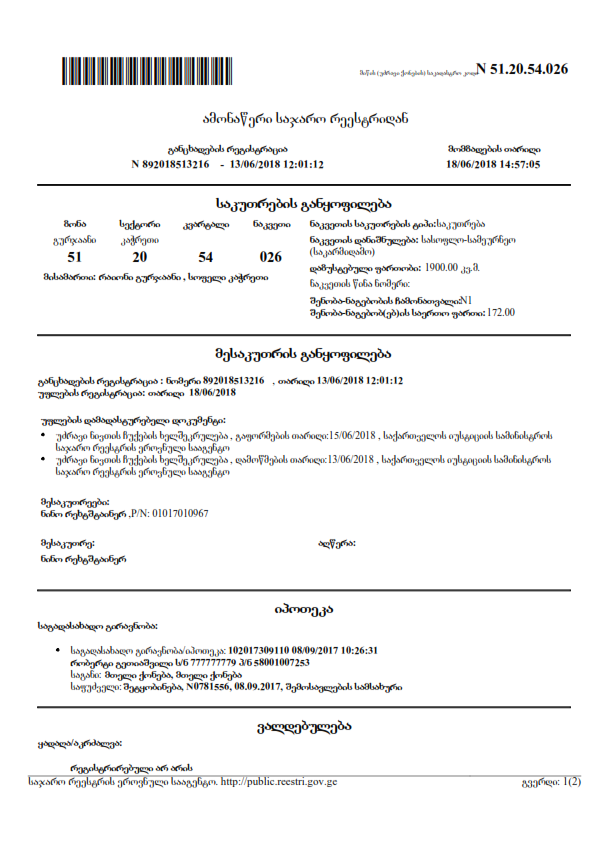 მიწის (უძრავი ქონების) საკადასტრო კოდი N 51.20.54.026
ამონაწერი საჯარო რეესტრიდან
განცხადების რეგისტრაცია
N 892018513216 - 13/06/2018 12:01:12
მომზადების თარიღი
18/06/2018 14:57:05
საკუთრების განყოფილება
ზონა სექტორი კვარტალი ნაკვეთი
გურჯაანი კაჭრეთი
51 20 54 026
მისამართი: რაიონი გურჯაანი , სოფელი კაჭრეთი
ნაკვეთის საკუთრების ტიპი:საკუთრება
ნაკვეთის დანიშნულება: სასოფლო-სამეურნეო
(საკარმიდამო)
დაზუსტებული ფართობი: 1900.00 კვ.მ.
ნაკვეთის წინა ნომერი:
შენობა-ნაგებობის ჩამონათვალი:N1
შენობა-ნაგებობ(ებ)ის საერთო ფართი: 172.00
მესაკუთრის განყოფილება
განცხადების რეგისტრაცია : ნომერი 892018513216 , თარიღი 13/06/2018 12:01:12
უფლების რეგისტრაცია: თარიღი 18/06/2018
უფლების დამადასტურებელი დოკუმენტი:
• უძრავი ნივთის ჩუქების ხელშეკრულება , გაფორმების თარიღი:15/06/2018 , საქართველოს იუსტიციის სამინისტროს
საჯარო რეესტრის ეროვნული სააგენტო
• უძრავი ნივთის ჩუქების ხელშეკრულება , დამოწმების თარიღი:13/06/2018 , საქართველოს იუსტიციის სამინისტროს
საჯარო რეესტრის ეროვნული სააგენტო
მესაკუთრეები:
ნინო რეხტშტაინერ ,P/N: 01017010967
მესაკუთრე: აღწერა:
ნინო რეხტშტაინერ
იპოთეკა
საგადასახადო გირავნობა:
• საგადასახადო გირავნობა/იპოთეკა: 102017309110 08/09/2017 10:26:31
რობერტი გეთიაშვილი ს/ნ 777777779 პ/ნ 58001007253
საგანი: მთელი ქონება, მთელი ქონება
საფუძველი: შეტყობინება, N0781556, 08.09.2017, შემოსავლების სამსახური
ვალდებულება
ყადაღა/აკრძალვა:
რეგისტრირებული არ არის
საჯარო რეესტრის ეროვნული სააგენტო. http://public.reestri.gov.ge გვერდი: 1(2)